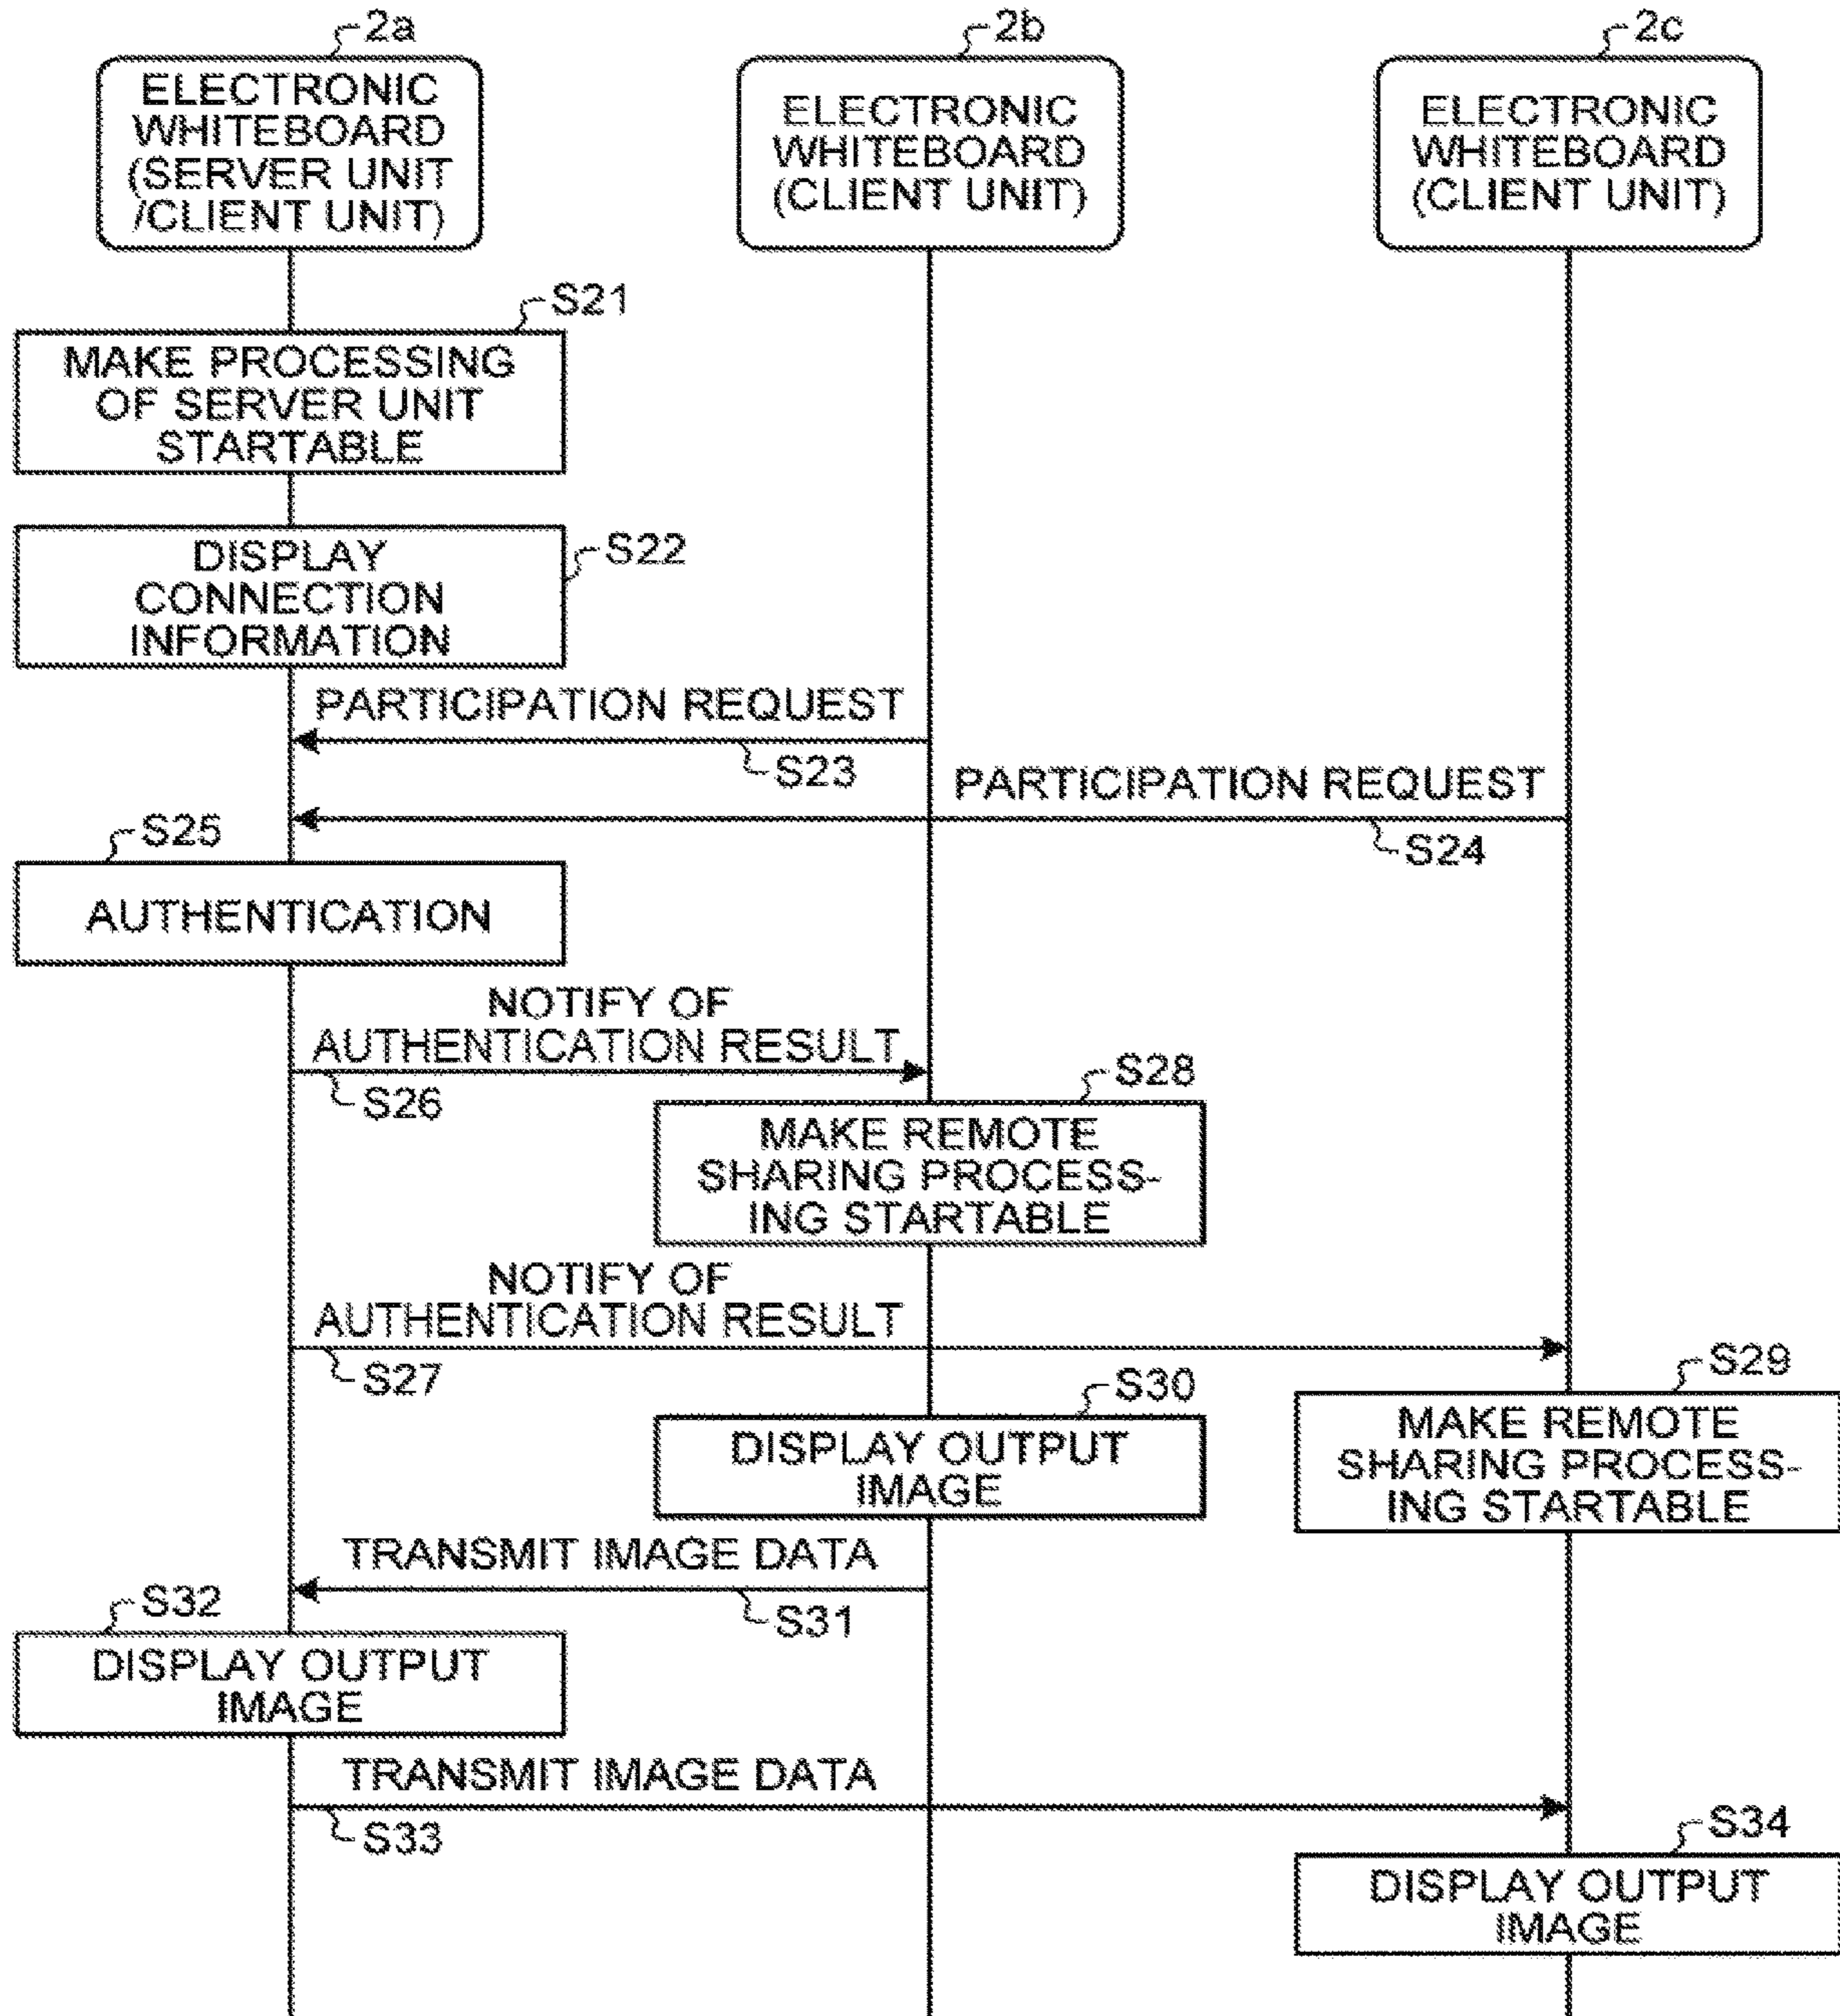 2a
2b
2c
ELECTRONIC
WHITEBOARD
(SERVER UNIT
/CLIENT UNIT)
ELECTRONIC
WHITEBOARD
(CLIENT UNIT)
ELECTRONIC
WHITEBOARD
(CLIENT UNIT)
S21
MAKE PROCESSING
OF SERVER UNIT
STARTABLE
S22
DISPLAY
CONNECTION
INFORMATION
PARTICIPATION REQUEST
S23
PARTICIPATION REQUEST
S24
S25
AUTHENTICATION
NOTIFY OF
AUTHENTICATION RESULT
S26
S28
MAKE REMOTE
SHARING PROCESS-
ING STARTABLE
NOTIFY OF
AUTHENTICATION RESULT
S27
S29
MAKE REMOTE
SHARING PROCESS-
ING STARTABLE
S30
DISPLAY OUTPUT
IMAGE
TRANSMIT IMAGE DATA
S31
S32
DISPLAY OUTPUT
IMAGE
TRANSMIT IMAGE DATA
S33
S34
DISPLAY OUTPUT
IMAGE